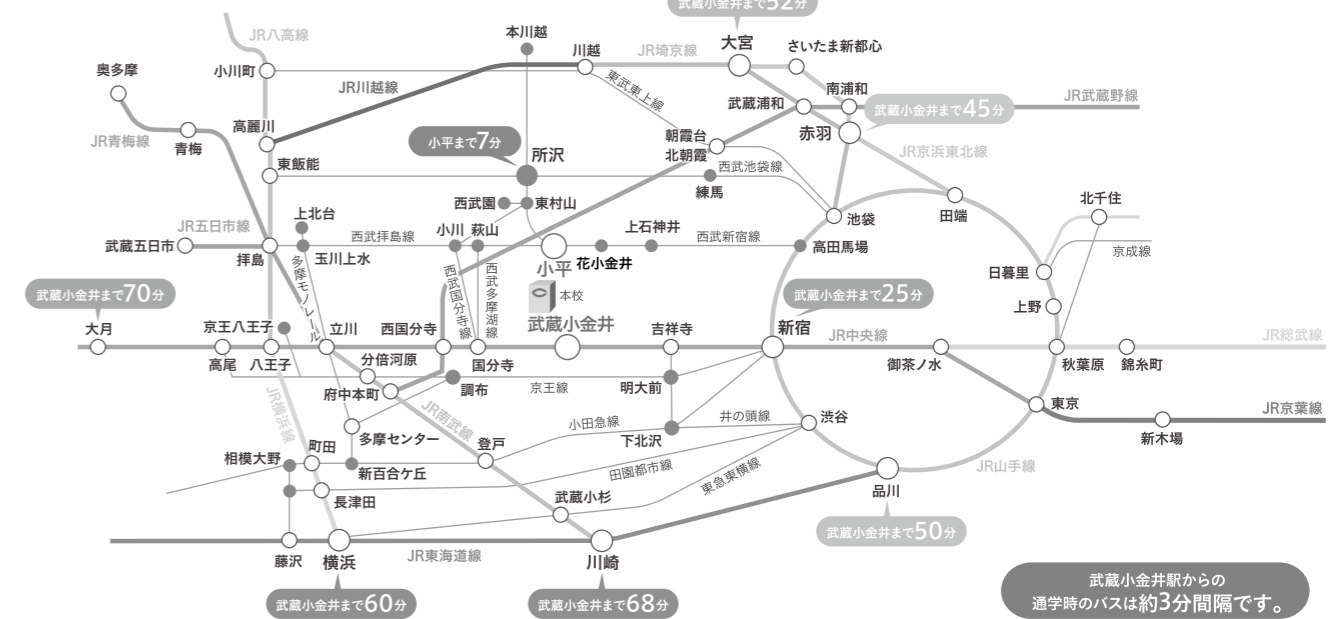 武蔵小金井まで52分
JR八高線
本川越
川越
JR埼京線
大宮
さいたま新都心
奥多摩
小川町
JR川越線
東武東上線
武蔵浦和
南浦和
JR武蔵野線
武蔵小金井まで45分
赤羽
JR青梅線
青梅
高麗川
小平まで7分
所沢
朝霞台
北朝霞
JR京浜東北線
東飯能
西武池袋線
練馬
西武園
東村山
田端
北千住
池袋
JR五日市線
上北台
武蔵五日市
拝島
玉川上水
西武拝島線
小川
萩山
上石神井
西武新宿線
高田馬場
小平
花小金井
京成線
日暮里
多摩モノレール
西武国分寺線
西武多摩湖線
本校
武蔵小金井まで70分
武蔵小金井まで25分
上野
大月
京王八王子
立川
西国分寺
武蔵小金井
吉祥寺
新宿
JR中央線
JR総武線
高尾
八王子
分倍河原
国分寺
御茶ノ水
秋葉原
錦糸町
府中本町
調布
京王線
明大前
JR横浜線
JR南武線
東京
JR京葉線
新木場
小田急線
井の頭線
渋谷
下北沢
多摩センター
町田
登戸
相模大野
新百合ケ丘
田園都市線
東急東横線
JR山手線
品川
長津田
武蔵小杉
武蔵小金井まで50分
藤沢
横浜
JR東海道線
川崎
武蔵小金井まで60分
武蔵小金井まで68分
武蔵小金井駅からの
通学時のバスは約3分間隔です。